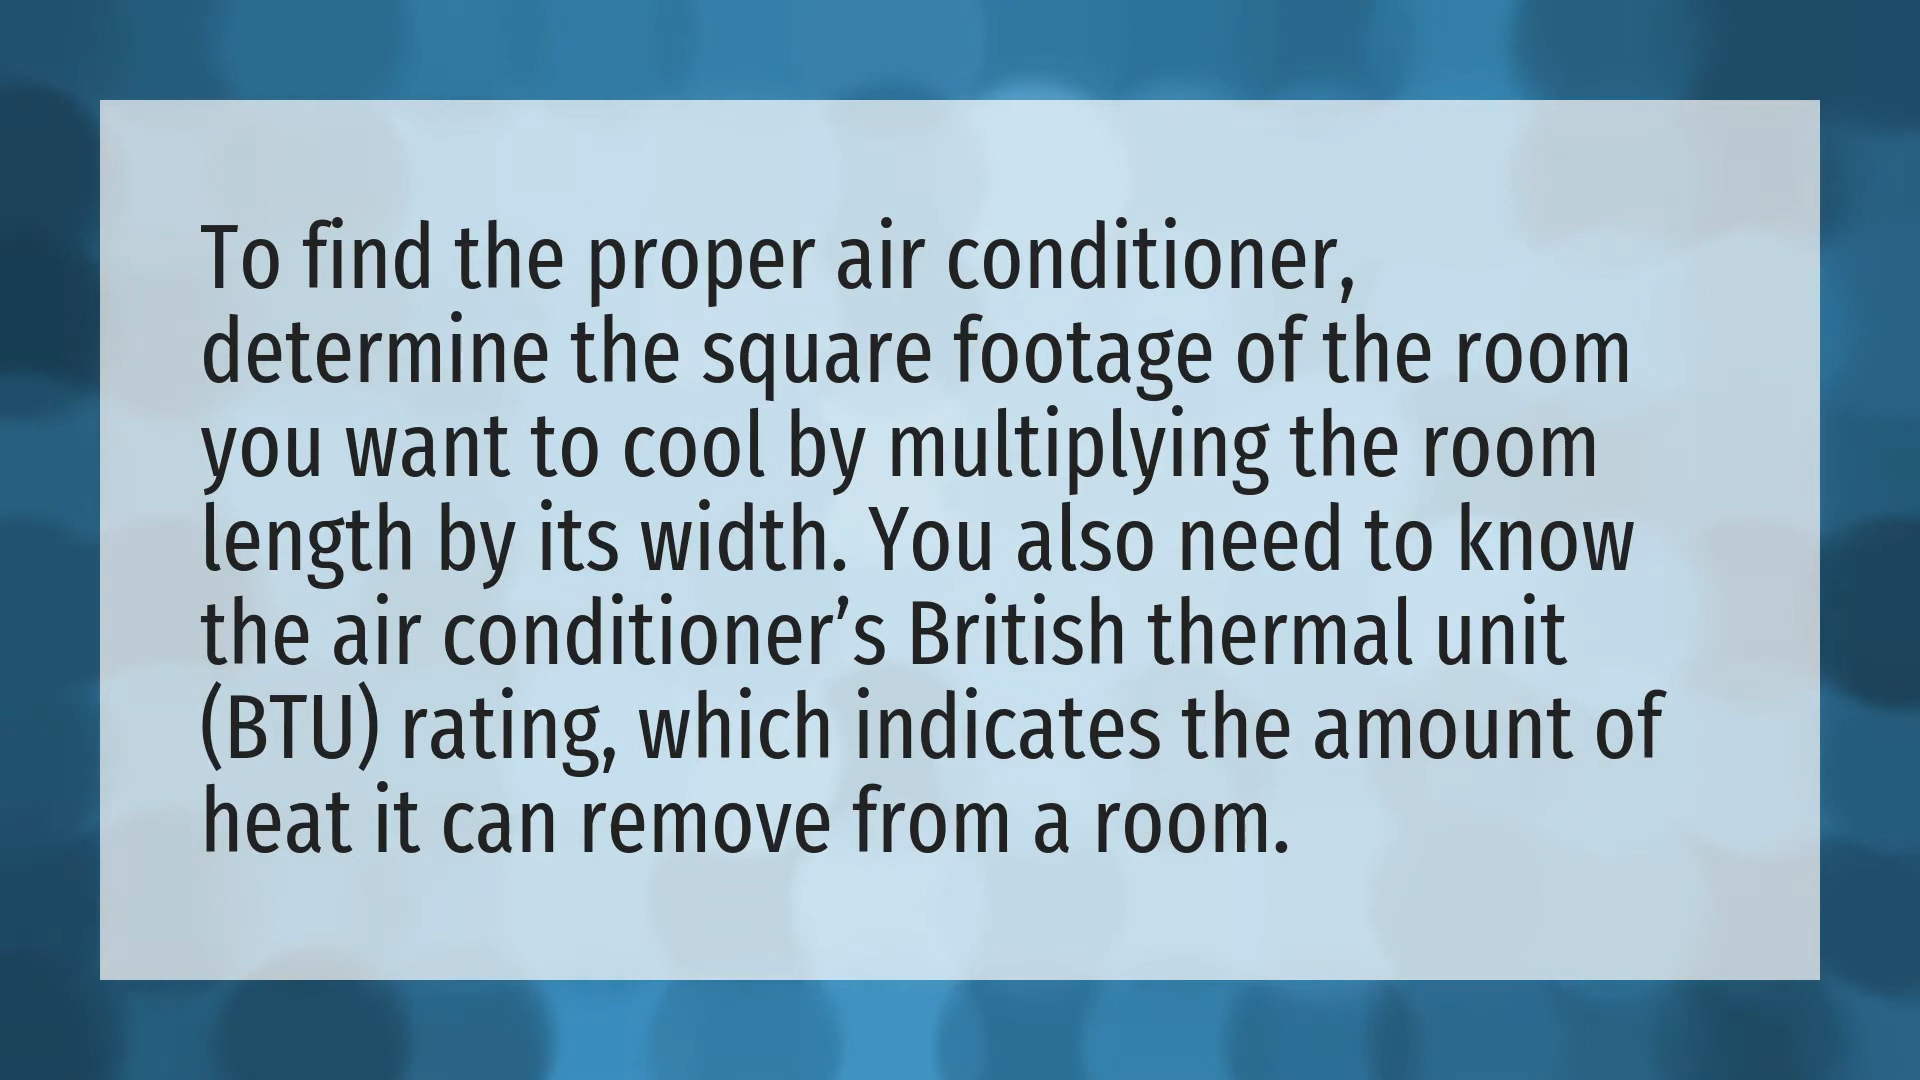 To find the proper air conditioner,
determine the square footage of the room
you want to cool by multiplying the room
length by its width. You also need to know
the air conditioner’s British thermal unit
(BTU) rating, which indicates the amount of
heat it can remove from a room.